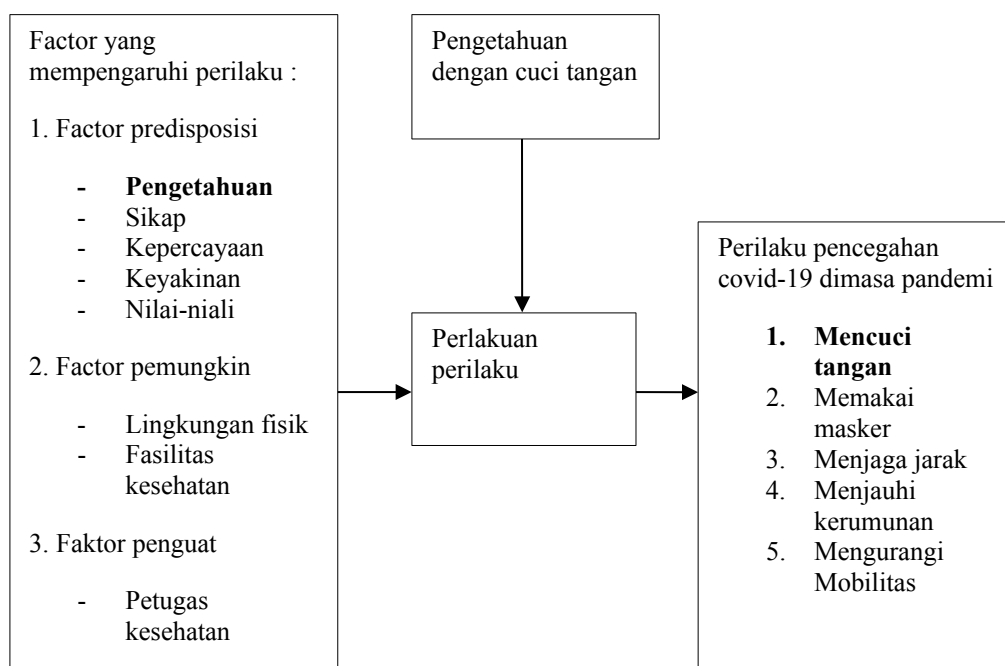 Factor yang
mempengaruhi perilaku :
1. Factor predisposisi
- Pengetahuan
- Sikap
- Kepercayaan
- Keyakinan
- Nilai-niali
2. Factor pemungkin
- Lingkungan fisik
- Fasilitas
kesehatan
3. Faktor penguat
- Petugas
kesehatan
Pengetahuan
dengan cuci tangan
Perlakuan
perilaku
Perilaku pencegahan
covid-19 dimasa pandemi
1. Mencuci
tangan
2. Memakai
masker
3. Menjaga jarak
4. Menjauhi
kerumunan
5. Mengurangi
Mobilitas